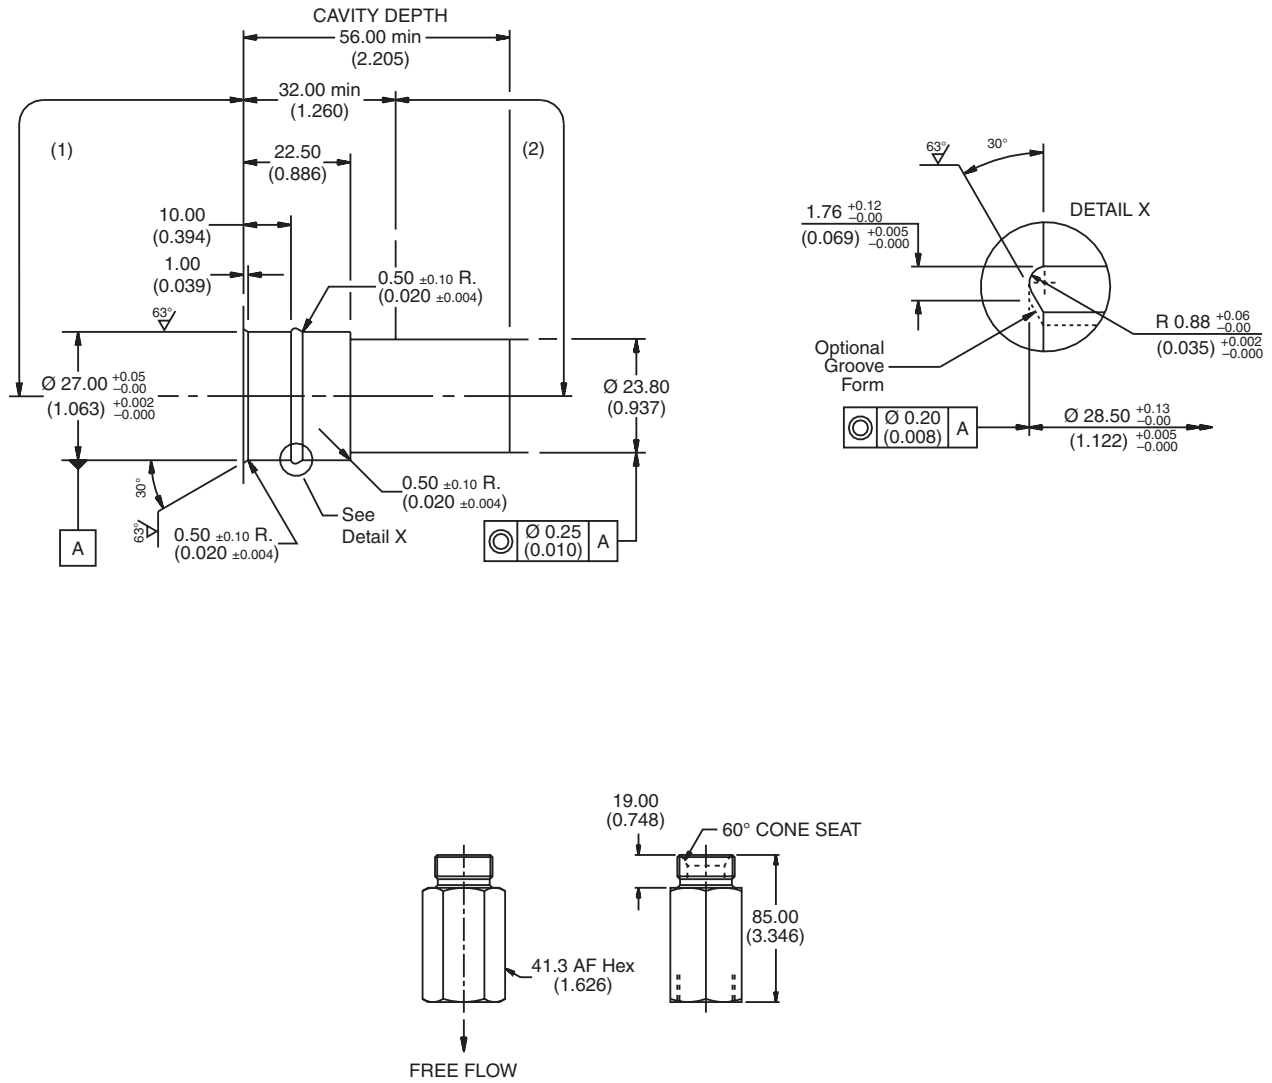 CAVITY DEPTH
56.00 min
(2.205)
32.00 min
(1.260)
(1)
(2)
22.50
(0.886)
10.00
(0.394)
1.00
(0.039)
0.50 ±0.10 R.
(0.020 ±0.004)
63°
Ø 27.00 +0.05 −0.00
(1.063) +0.002 −0.000
Ø 23.80
(0.937)
30°
63°
A
0.50 ±0.10 R.
(0.020 ±0.004)
See
Detail X
0.50 ±0.10 R.
(0.020 ±0.004)
Ø 0.25
(0.010)
A
63°
30°
DETAIL X
1.76 +0.12 −0.00
(0.069) +0.005 −0.000
R 0.88 +0.06 −0.00
(0.035) +0.002 −0.000
Optional
Groove
Form
Ø 0.20
(0.008)
A
Ø 28.50 +0.13 −0.00
(1.122) +0.005 −0.000
19.00
(0.748)
60° CONE SEAT
85.00
(3.346)
41.3 AF Hex
(1.626)
FREE FLOW